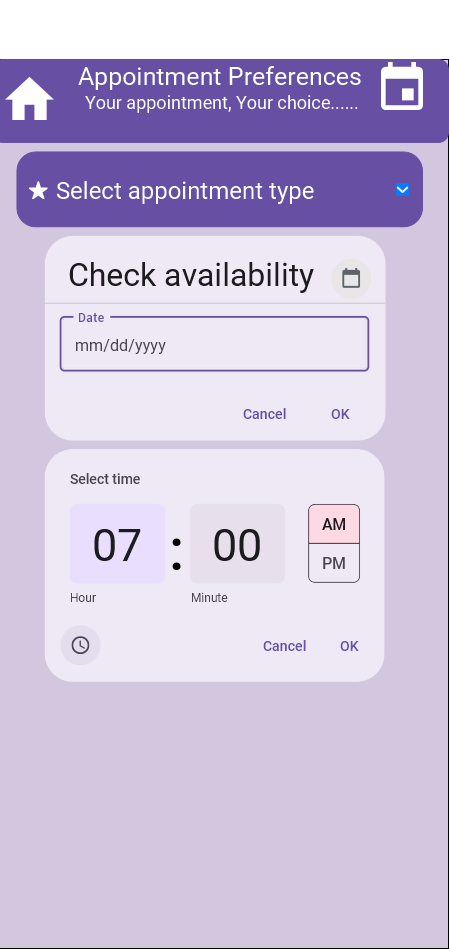 Appointment Preferences
Your appointment, Your choice......
Select appointment type
Check availability
Date
mm/dd/yyyy
Cancel OK
Select time
07 : 00 AM
PM
Hour Minute
Cancel OK